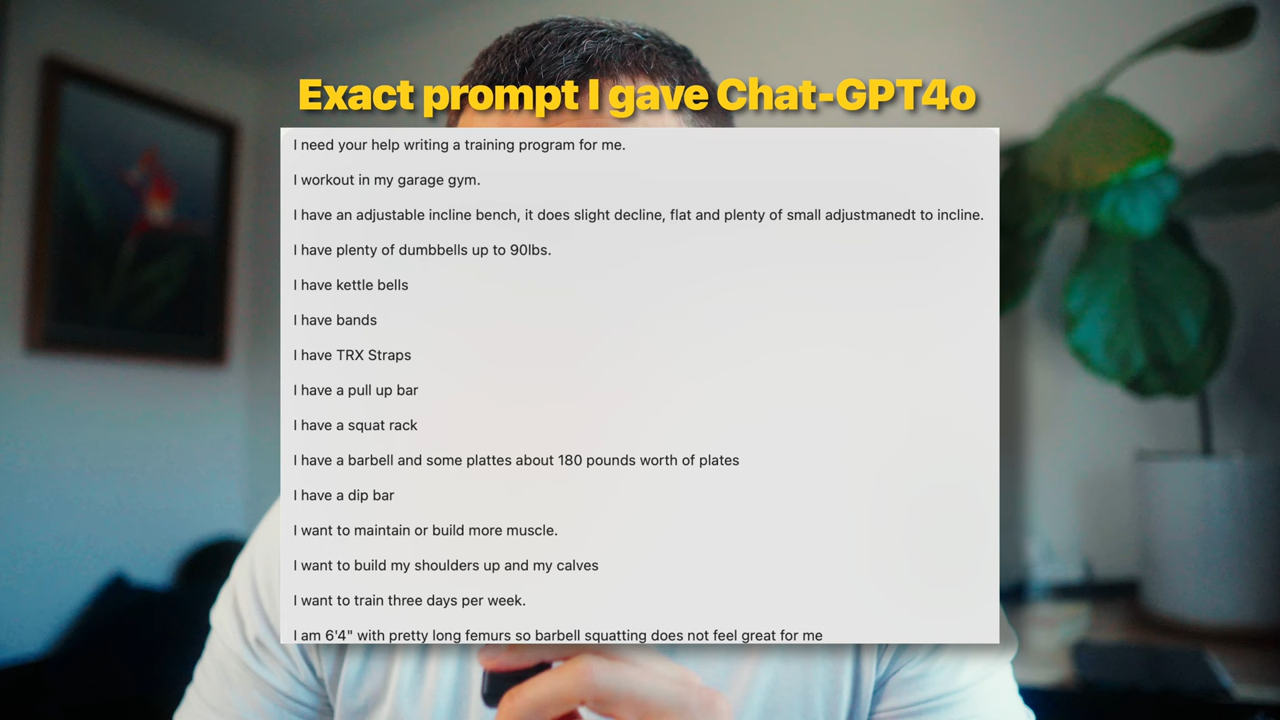 Exact prompt I gave Chat-GPT4o
I need your help writing a training program for me.
I workout in my garage gym.
I have an adjustable incline bench, it does slight decline, flat and plenty of small adjustmanedt to incline.
I have plenty of dumbbells up to 90lbs.
I have kettle bells
I have bands
I have TRX Straps
I have a pull up bar
I have a squat rack
I have a barbell and some plattes about 180 pounds worth of plates
I have a dip bar
I want to maintain or build more muscle.
I want to build my shoulders up and my calves
I want to train three days per week.
I am 6'4" with pretty long femurs so barbell squatting does not feel great for me